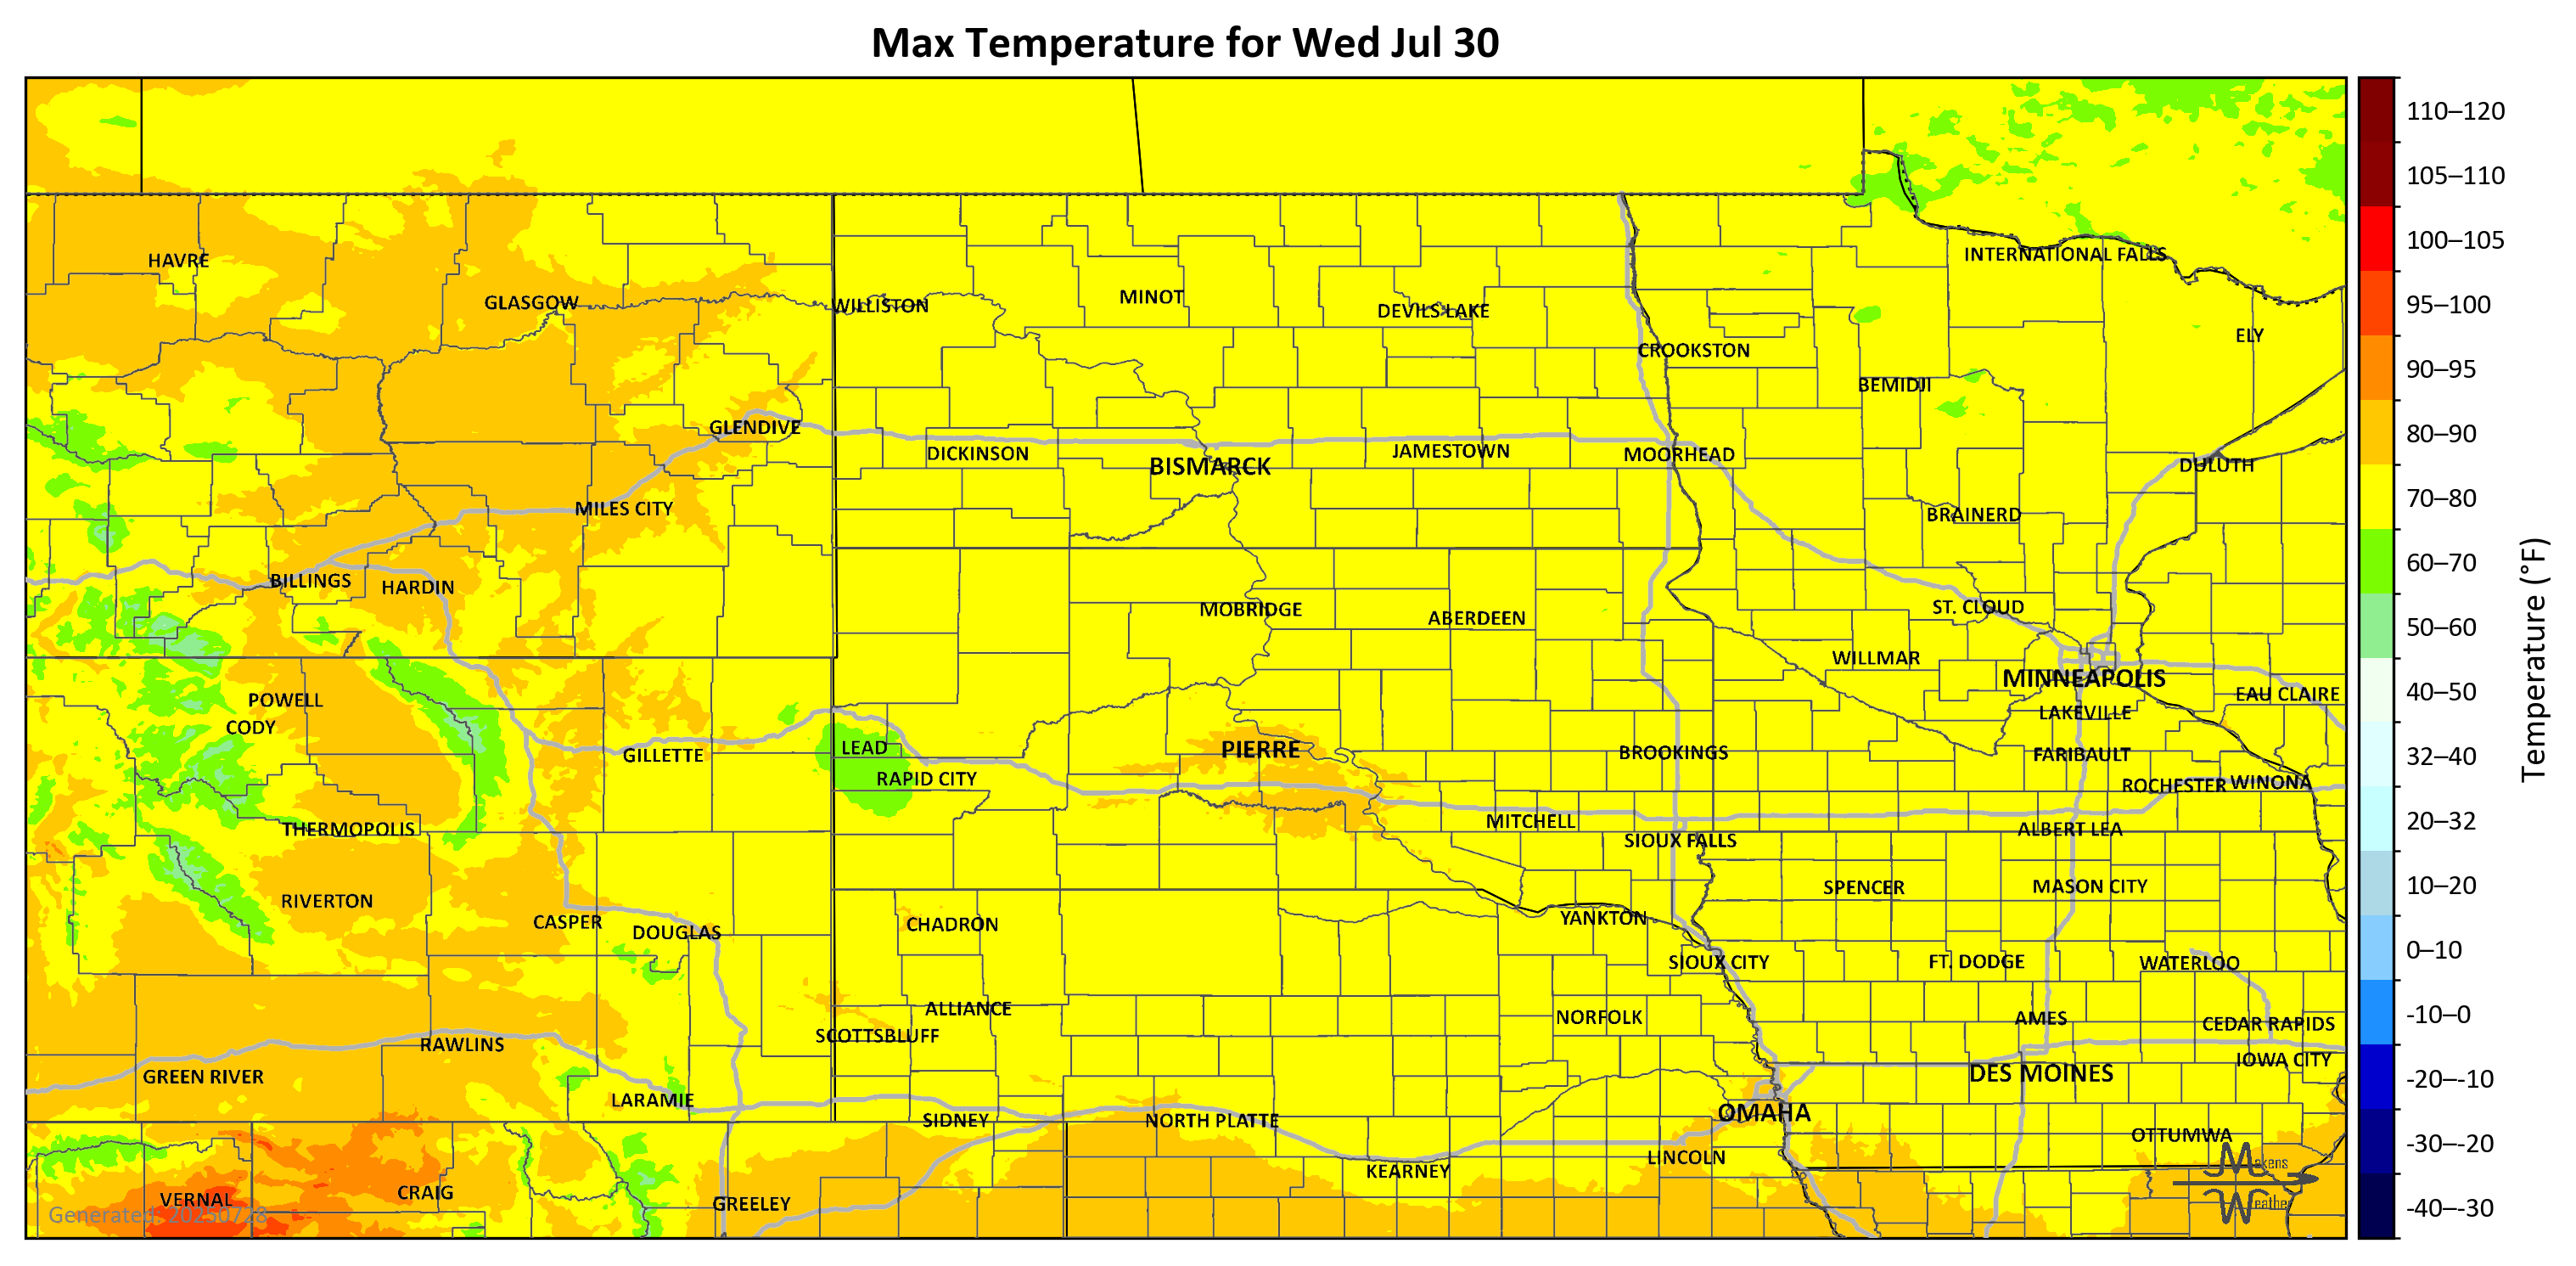 Max Temperature for Wed Jul 30
HAVRE
GLASGOW
WILLISTON
MINOT
DEVILS LAKE
CROOKSTON
INTERNATIONAL FALLS
ELY
BEMIDJI
GLENDIVE
DICKINSON
BISMARCK
JAMESTOWN
MOORHEAD
DULUTH
MILES CITY
BRAINERD
BILLINGS
HARDIN
MOBRIDGE
ABERDEEN
ST. CLOUD
WILLMAR
MINNEAPOLIS
EAU CLAIRE
POWELL
CODY
LAKEVILLE
GILLETTE
LEAD
RAPID CITY
PIERRE
BROOKINGS
FARIBAULT
ROCHESTER
WINONA
THERMOPOLIS
MITCHELL
SIOUX FALLS
ALBERT LEA
RIVERTON
CASPER
DOUGLAS
CHADRON
YANKTON
SPENCER
MASON CITY
SIOUX CITY
FT. DODGE
WATERLOO
ALLIANCE
SCOTTSBLUFF
NORFOLK
AMES
CEDAR RAPIDS
IOWA CITY
RAWLINS
GREEN RIVER
LARAMIE
SIDNEY
NORTH PLATTE
OMAHA
DES MOINES
OTTUMWA
LINCOLN
KEARNEY
VERNAL
CRAIG
GREELEY
Generated: 20250728
Makens
Weather
110–120
105–110
100–105
95–100
90–95
80–90
70–80
60–70
50–60
40–50
32–40
20–32
10–20
0–10
-10–0
-20–-10
-30–-20
-40–-30
Temperature (°F)